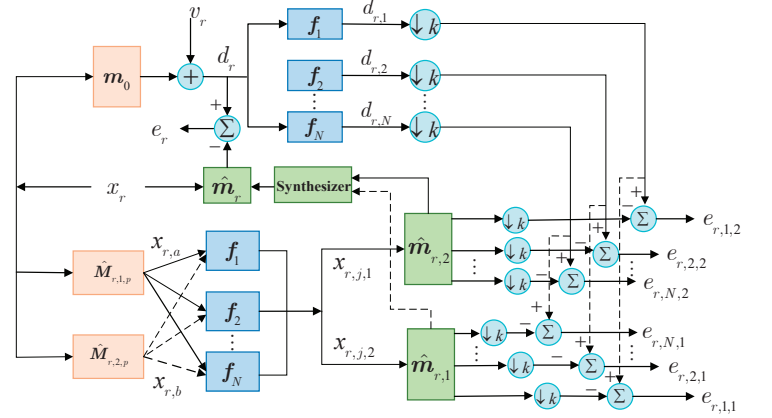 v_r
m_0
+
d_r
f_1
d_{r,1}
↓k
f_2
d_{r,2}
↓k
f_N
d_{r,N}
↓k
+
e_r
Σ
−
x_r
m̂_r
Synthesizer
m̂_{r,2}
↓k
−
+
Σ
e_{r,1,2}
↓k
−
+
Σ
e_{r,2,2}
↓k
−
+
Σ
e_{r,N,2}
M̂_{r,1,p}
x_{r,a}
f_1
x_{r,j,1}
f_2
M̂_{r,2,p}
x_{r,b}
f_N
x_{r,j,2}
m̂_{r,1}
↓k
−
+
Σ
e_{r,N,1}
↓k
−
+
Σ
e_{r,2,1}
↓k
−
+
Σ
e_{r,1,1}